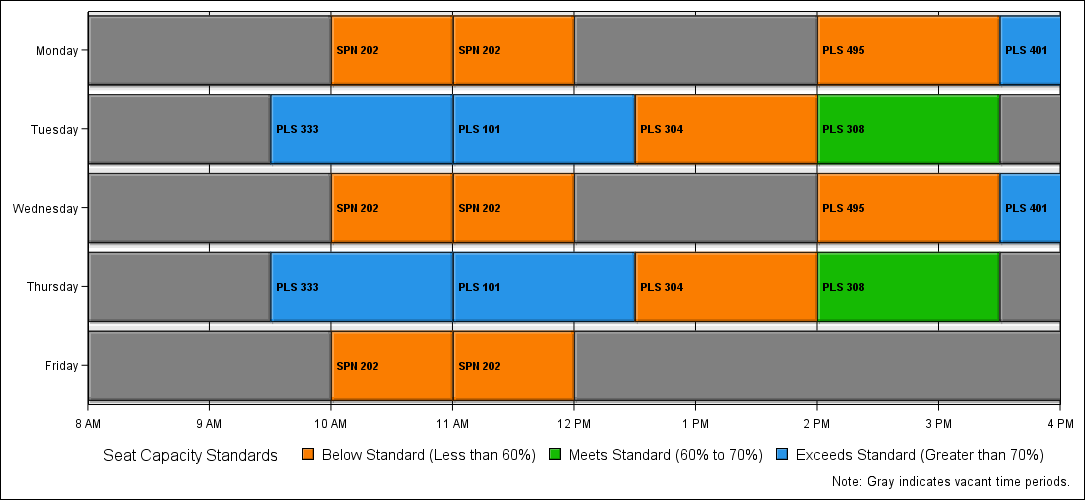 Monday SPN 202 SPN 202 PLS 495 PLS 401
Tuesday PLS 333 PLS 101 PLS 304 PLS 308
Wednesday SPN 202 SPN 202 PLS 495 PLS 401
Thursday PLS 333 PLS 101 PLS 304 PLS 308
Friday SPN 202 SPN 202
8 AM 9 AM 10 AM 11 AM 12 PM 1 PM 2 PM 3 PM 4 PM
Seat Capacity Standards Below Standard (Less than 60%) Meets Standard (60% to 70%) Exceeds Standard (Greater than 70%)
Note: Gray indicates vacant time periods.